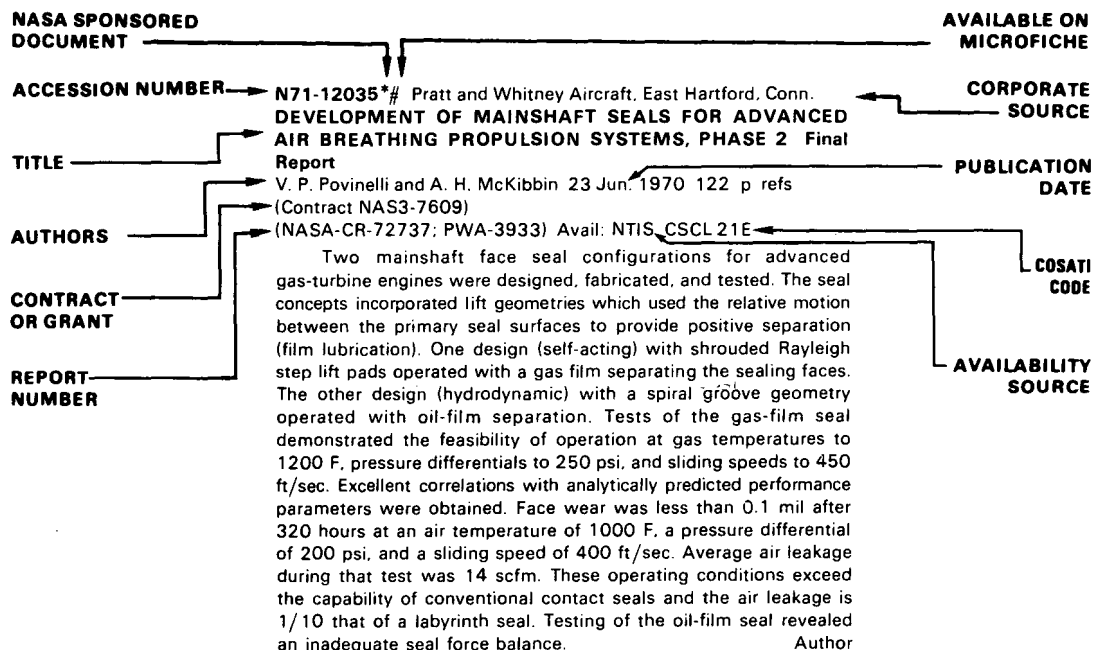 NASA SPONSORED
DOCUMENT
AVAILABLE ON
MICROFICHE
ACCESSION NUMBER
N71-12035*# Pratt and Whitney Aircraft, East Hartford, Conn.
CORPORATE
SOURCE
DEVELOPMENT OF MAINSHAFT SEALS FOR ADVANCED
AIR BREATHING PROPULSION SYSTEMS, PHASE 2 Final
Report
TITLE
PUBLICATION
DATE
V. P. Povinelli and A. H. McKibbin 23 Jun. 1970 122 p refs
(Contract NAS3-7609)
AUTHORS
(NASA-CR-72737; PWA-3933) Avail: NTIS CSCL 21E
COSATI
CODE
CONTRACT
OR GRANT
REPORT
NUMBER
AVAILABILITY
SOURCE
Two mainshaft face seal configurations for advanced
gas-turbine engines were designed, fabricated, and tested. The seal
concepts incorporated lift geometries which used the relative motion
between the primary seal surfaces to provide positive separation
(film lubrication). One design (self-acting) with shrouded Rayleigh
step lift pads operated with a gas film separating the sealing faces.
The other design (hydrodynamic) with a spiral groove geometry
operated with oil-film separation. Tests of the gas-film seal
demonstrated the feasibility of operation at gas temperatures to
1200 F, pressure differentials to 250 psi, and sliding speeds to 450
ft/sec. Excellent correlations with analytically predicted performance
parameters were obtained. Face wear was less than 0.1 mil after
320 hours at an air temperature of 1000 F, a pressure differential
of 200 psi, and a sliding speed of 400 ft/sec. Average air leakage
during that test was 14 scfm. These operating conditions exceed
the capability of conventional contact seals and the air leakage is
1/10 that of a labyrinth seal. Testing of the oil-film seal revealed
an inadequate seal force balance. Author